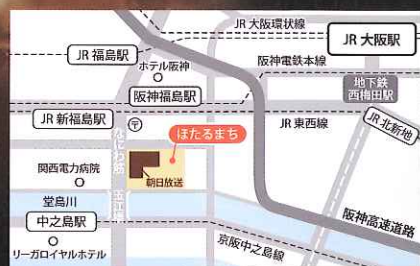 JR 大阪環状線
JR 大阪駅
JR 福島駅
ホテル阪神
阪神電鉄本線
阪神福島駅
地下鉄
西梅田駅
JR 新福島駅
なにわ筋
ほたるまち
JR 東西線
JR 北新地
関西電力病院
朝日放送
堂島川
玉江橋
中之島駅
阪神高速道路
リーガロイヤルホテル
京阪中之島線